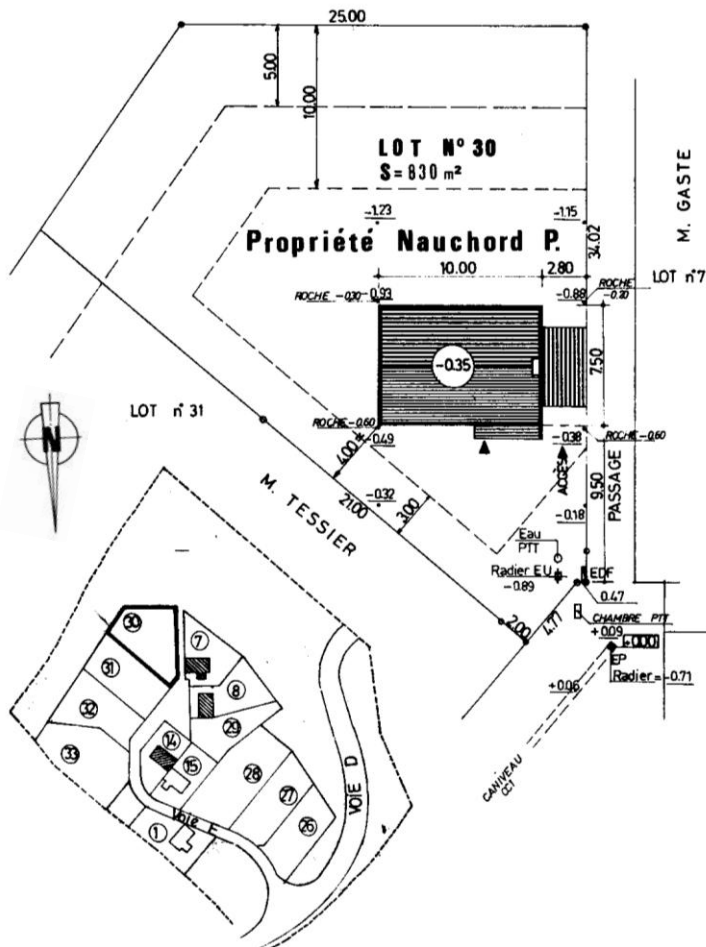 25.00
5.00
10.00
LOT N° 30
S = 830 m²
-1.23
-1.15
Propriété Nauchord P.
34.02
M. GASTE
LOT n°7
10.00
2.80
ROCHE -0.30
-0.93
-0.88
ROCHE
-0.20
-0.35
7.50
LOT n° 31
N
ROCHE -0.60
-0.49
-0.38
ROCHE -0.60
4.00
M. TESSIER
21.00
-0.32
3.00
ACCÈS
9.50
PASSAGE
-0.18
Eau
PTT
Radier EU
-0.89
EDF
0.47
2.00
4.77
CHAMBRE PTT
+0.09
±0.00
EP
Radier = -0.71
+0.06
CANIVEAU
CC1
30
7
31
8
32
29
14
33
15
28
27
26
1
Voie E
VOIE D